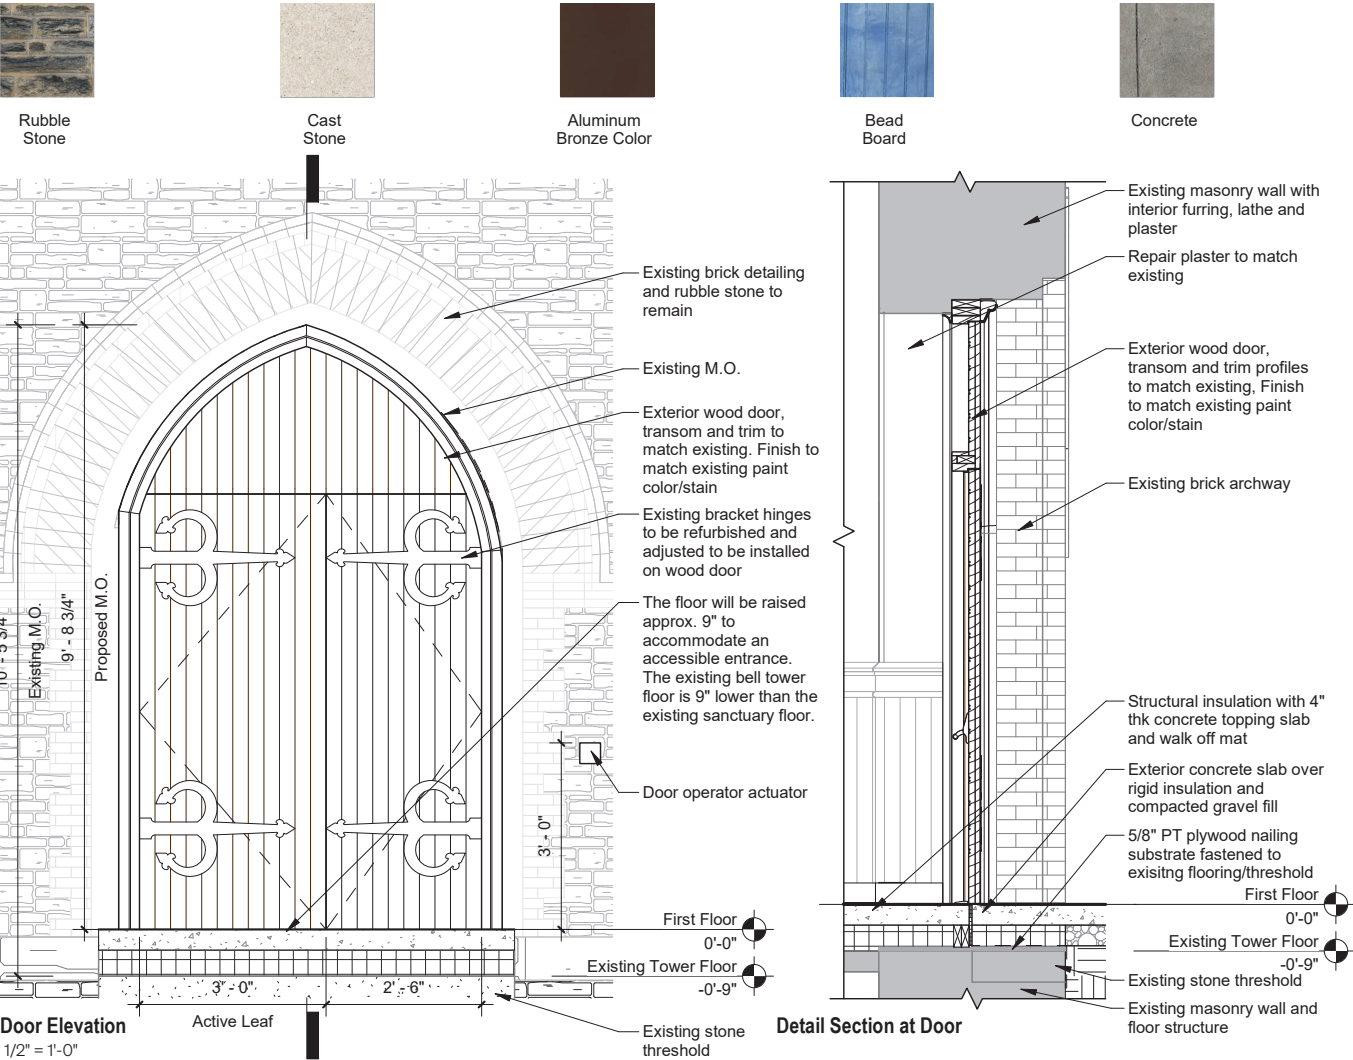 Rubble
Stone
Cast
Stone
Aluminum
Bronze Color
Bead
Board
Concrete
Existing brick detailing
and rubble stone to
remain
Existing M.O.
Exterior wood door,
transom and trim to
match existing. Finish to
match existing paint
color/stain
Existing bracket hinges
to be refurbished and
adjusted to be installed
on wood door
The floor will be raised
approx. 9" to
accommodate an
accessible entrance.
The existing bell tower
floor is 9" lower than the
existing sanctuary floor.
Door operator actuator
Existing M.O.
9' - 8 3/4"
Proposed M.O.
3' - 0"
First Floor
0'-0"
Existing Tower Floor
-0'-9"
3' - 0"
2' - 6"
Active Leaf
Existing stone
threshold
Door Elevation
1/2" = 1'-0"
Existing masonry wall with
interior furring, lathe and
plaster
Repair plaster to match
existing
Exterior wood door,
transom and trim profiles
to match existing, Finish
to match existing paint
color/stain
Existing brick archway
Structural insulation with 4"
thk concrete topping slab
and walk off mat
Exterior concrete slab over
rigid insulation and
compacted gravel fill
5/8" PT plywood nailing
substrate fastened to
exisitng flooring/threshold
First Floor
0'-0"
Existing Tower Floor
-0'-9"
Existing stone threshold
Existing masonry wall and
floor structure
Detail Section at Door